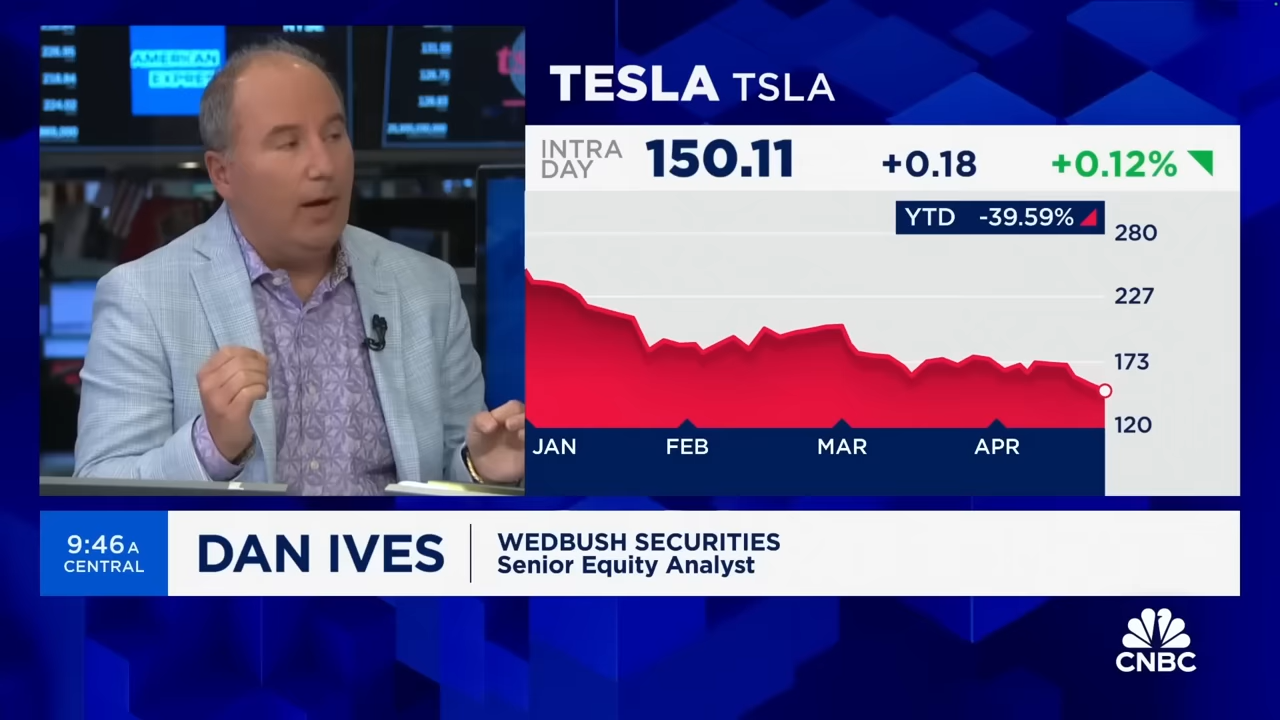 AMERICAN
EXPRES
TESLA TSLA
INTRA
DAY
150.11
+0.18
+0.12%
YTD -39.59%
280
227
173
120
JAN
FEB
MAR
APR
9:46 A
CENTRAL
DAN IVES
WEDBUSH SECURITIES
Senior Equity Analyst
CNBC